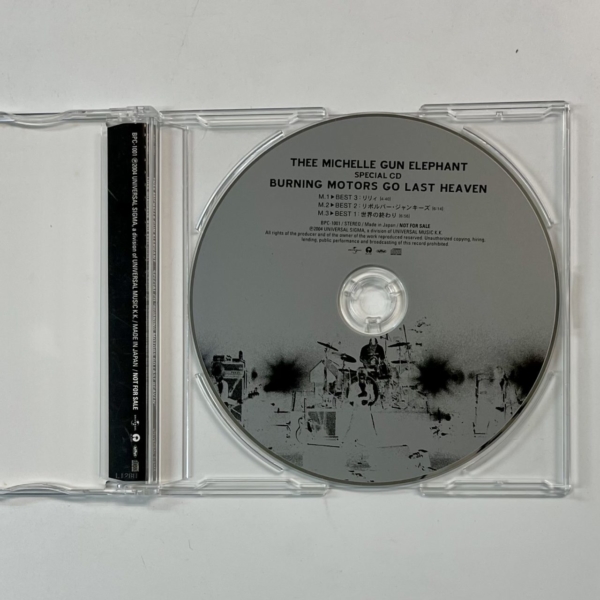 BPC-1001 ℗2004 UNIVERSAL SIGMA, a division of UNIVERSAL MUSIC K.K. / MADE IN JAPAN / NOT FOR SALE
THEE MICHELLE GUN ELEPHANT
SPECIAL CD
BURNING MOTORS GO LAST HEAVEN
M.1▶BEST 3 : リリィ
M.2▶BEST 2 : リボルバー・ジャンキーズ
M.3▶BEST 1 : 世界の終わり
BPC-1001 / STEREO / Made in Japan / NOT FOR SALE
℗2004 UNIVERSAL SIGMA, a division of UNIVERSAL MUSIC K.K.
All rights of the producer and of the owner of the work reproduced reserved. Unauthorized copying, hiring,
lending, public performance and broadcasting of this record prohibited.